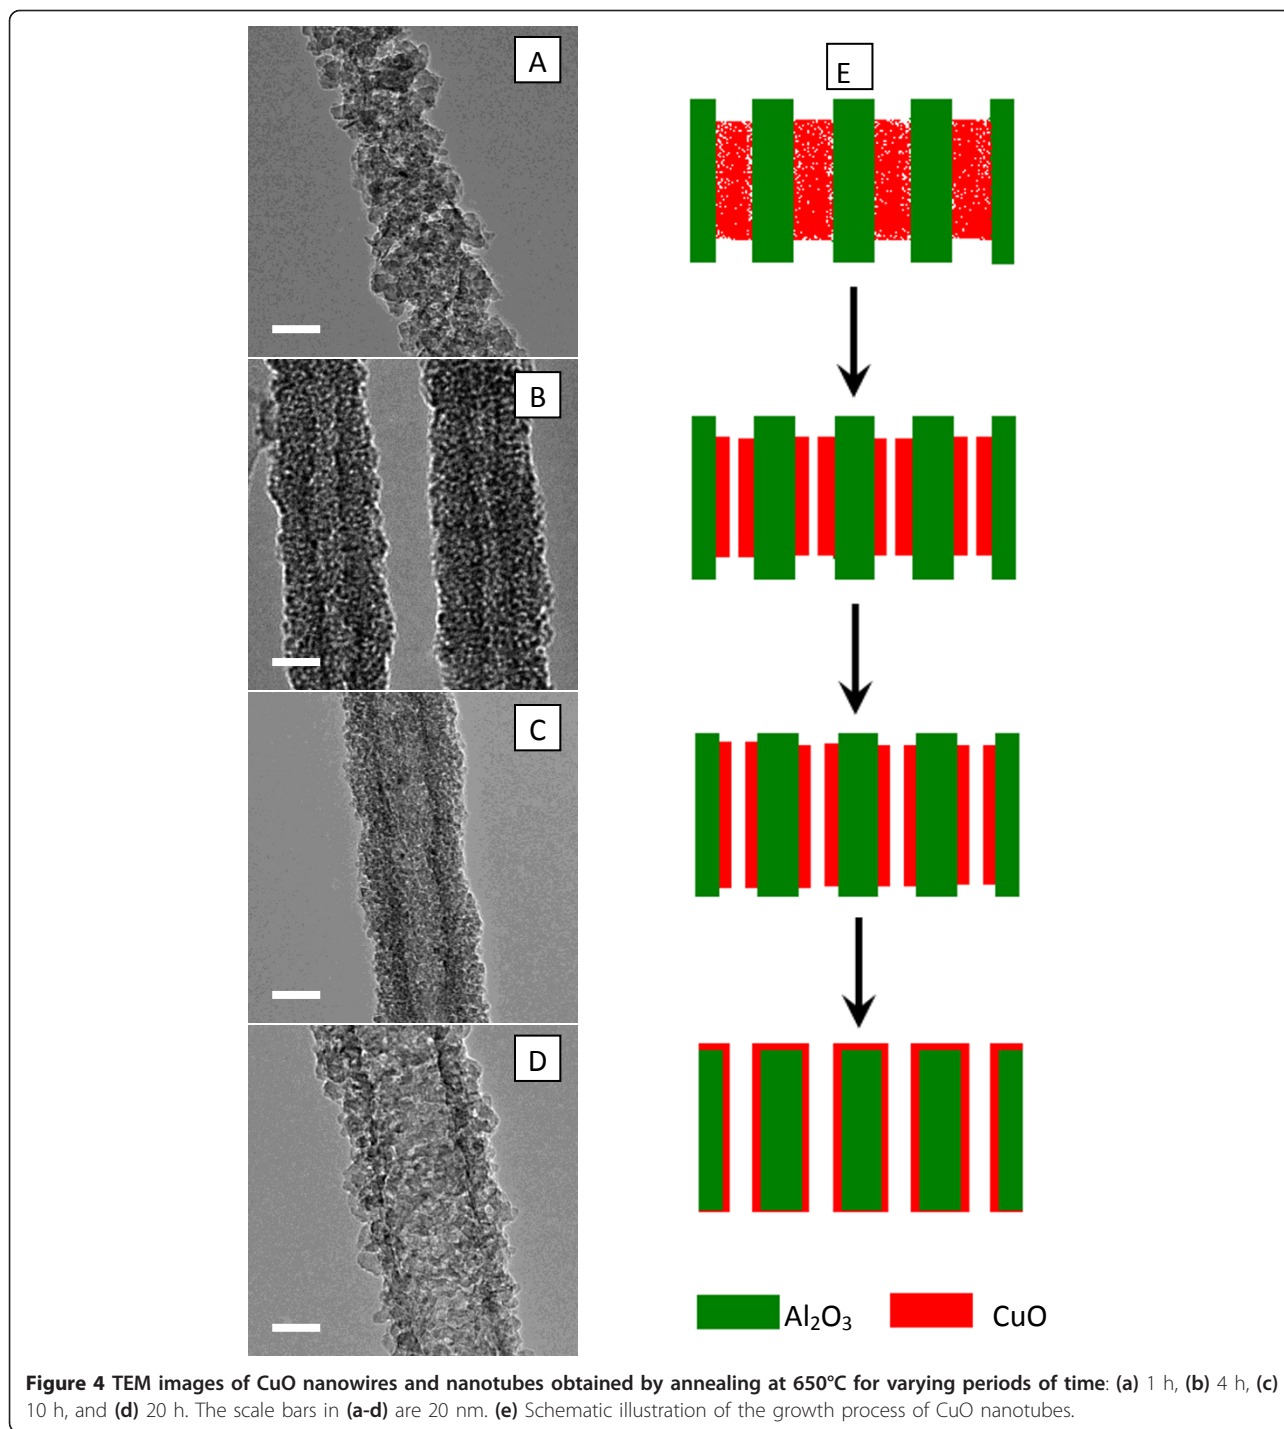 A
E
B
C
D
Al₂O₃ CuO
Figure 4 TEM images of CuO nanowires and nanotubes obtained by annealing at 650°C for varying periods of time: (a) 1 h, (b) 4 h, (c)
10 h, and (d) 20 h. The scale bars in (a-d) are 20 nm. (e) Schematic illustration of the growth process of CuO nanotubes.